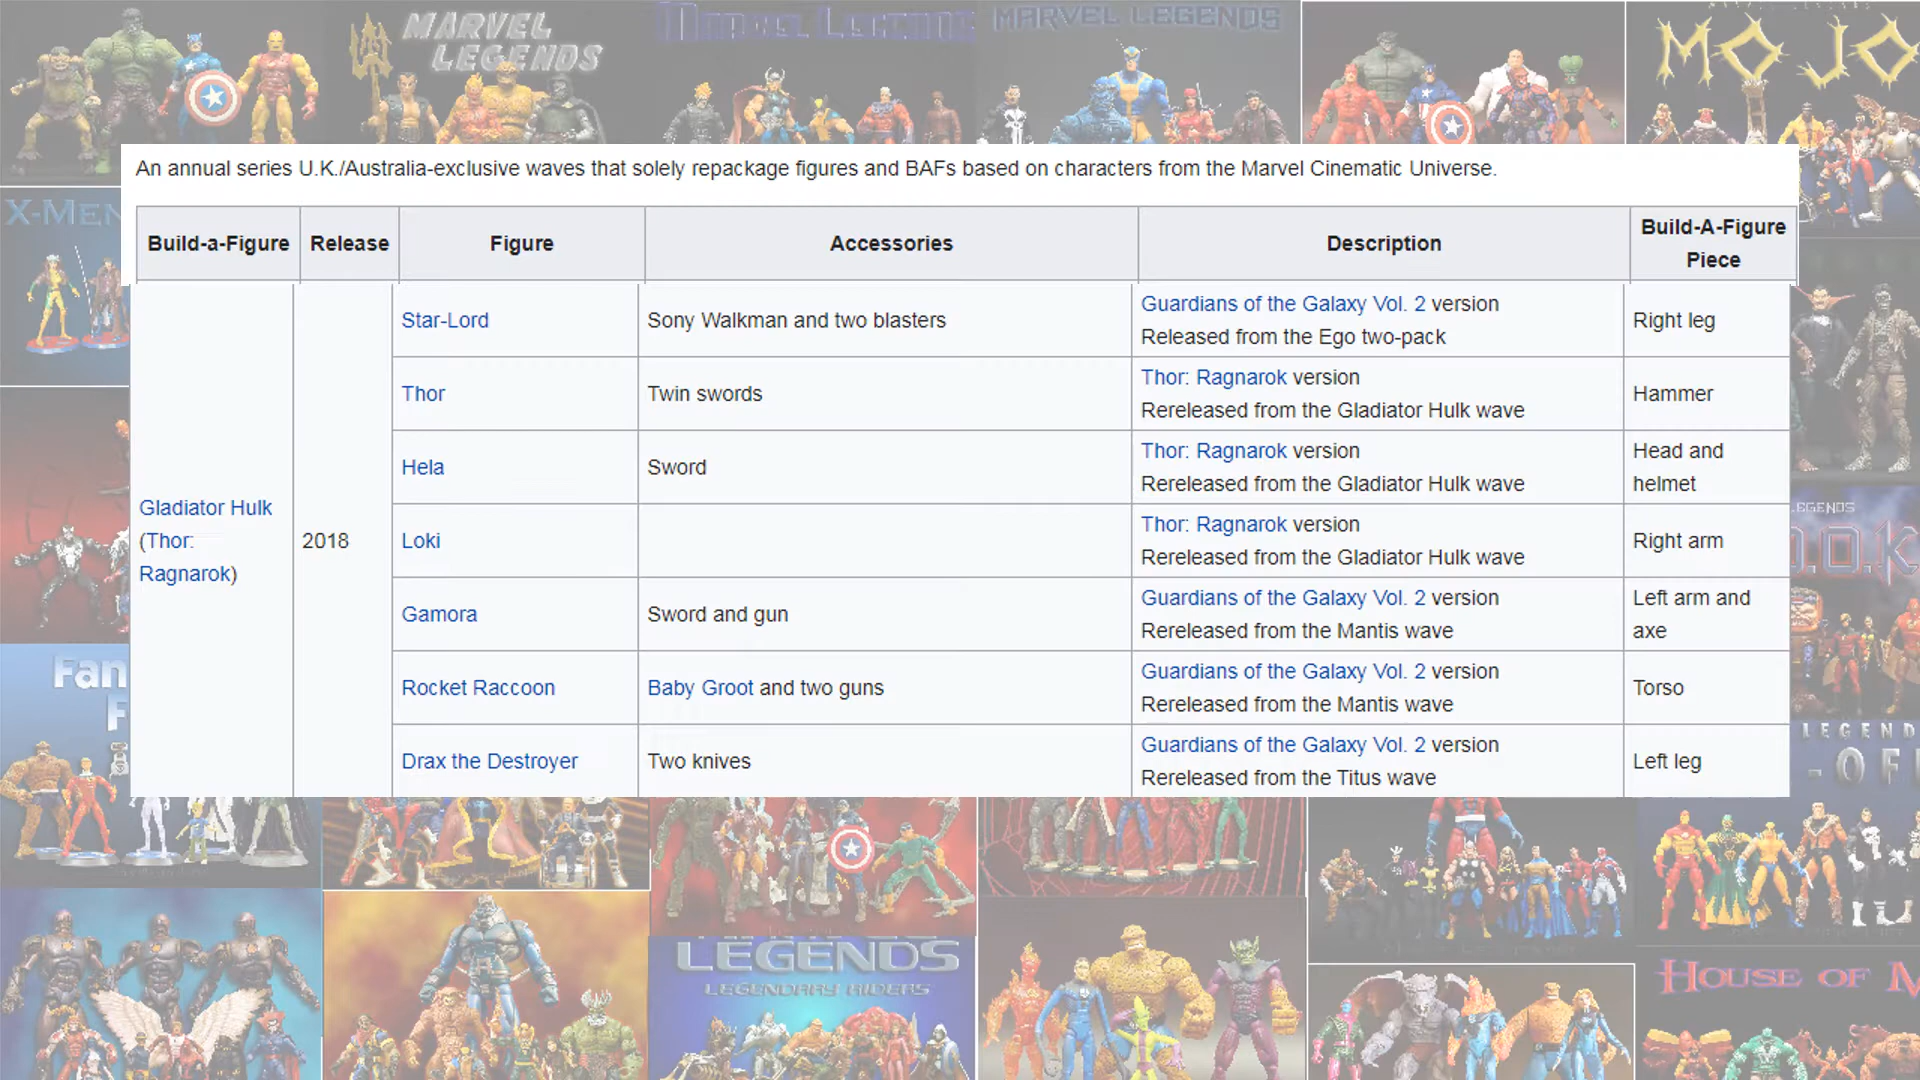 MARVEL
LEGENDS
MARVEL LEGENDS
MARVEL LEGENDS
MOJO
An annual series U.K./Australia-exclusive waves that solely repackage figures and BAFs based on characters from the Marvel Cinematic Universe.
X-MEN
Build-a-Figure Release Figure Accessories Description Build-A-Figure
Piece
Star-Lord Sony Walkman and two blasters Guardians of the Galaxy Vol. 2 version Right leg
Released from the Ego two-pack
Thor Twin swords Thor: Ragnarok version Hammer
Rereleased from the Gladiator Hulk wave
Hela Sword Thor: Ragnarok version Head and
Rereleased from the Gladiator Hulk wave helmet
Gladiator Hulk
(Thor:
Ragnarok)
2018
Loki Thor: Ragnarok version Right arm
Rereleased from the Gladiator Hulk wave
Gamora Sword and gun Guardians of the Galaxy Vol. 2 version Left arm and
Rereleased from the Mantis wave axe
Rocket Raccoon Baby Groot and two guns Guardians of the Galaxy Vol. 2 version Torso
Rereleased from the Mantis wave
Drax the Destroyer Two knives Guardians of the Galaxy Vol. 2 version Left leg
Rereleased from the Titus wave
EGENDS
O.K
Fan
F
LEGEND
-OF
LEGENDS
LEGENDARY RIDERS
HOUSE OF M